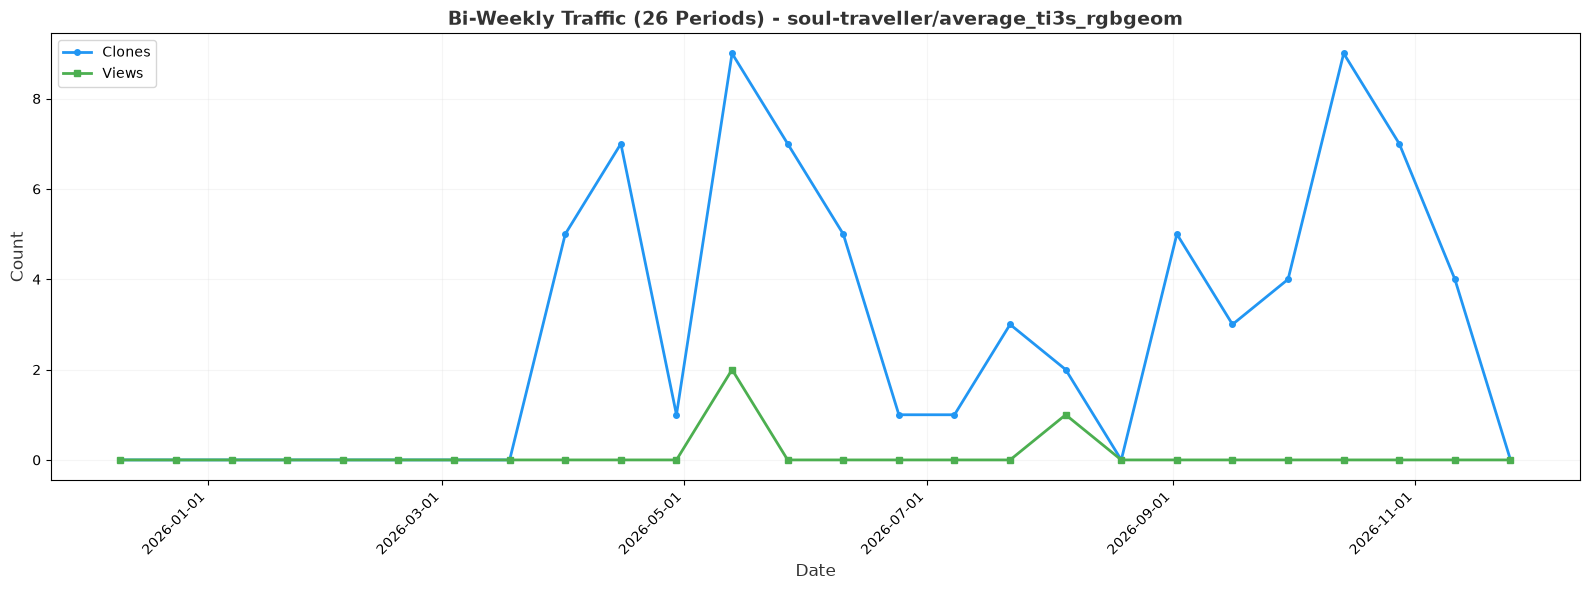 Bi-Weekly Traffic (26 Periods) - soul-traveller/average_ti3s_rgbgeom
Clones
Views
Count
8
6
4
2
0
2026-01-01
2026-03-01
2026-05-01
2026-07-01
2026-09-01
2026-11-01
Date